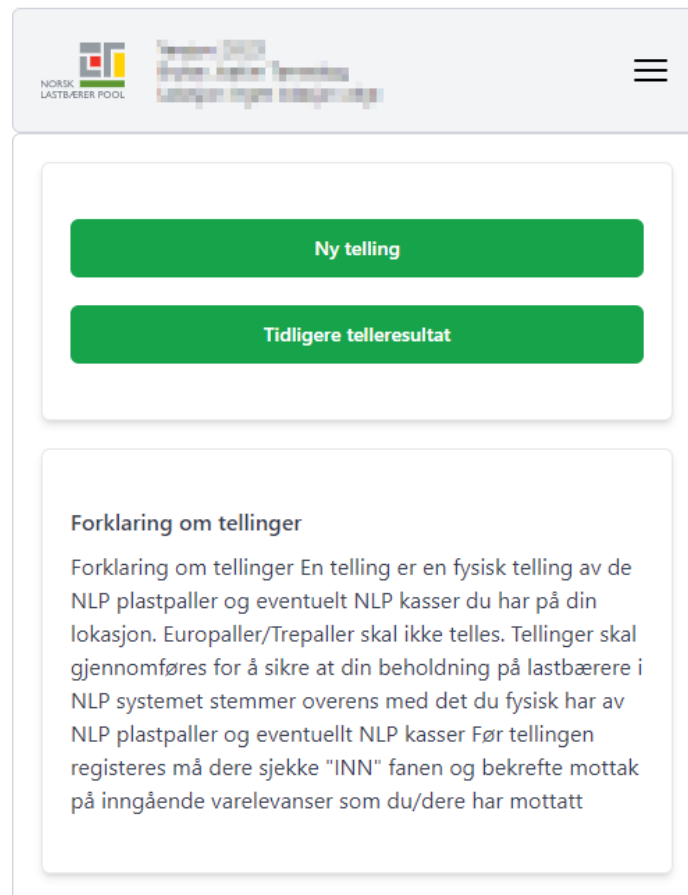 NORSK
LASTBÆRER POOL
Ny telling
Tidligere telleresultat
Forklaring om tellinger
Forklaring om tellinger En telling er en fysisk telling av de
NLP plastpaller og eventuelt NLP kasser du har på din
lokasjon. Europaller/Trepaller skal ikke telles. Tellinger skal
gjennomføres for å sikre at din beholdning på lastbærere i
NLP systemet stemmer overens med det du fysisk har av
NLP plastpaller og eventuellt NLP kasser Før tellingen
registeres må dere sjekke "INN" fanen og bekrefte mottak
på inngående varelevanser som du/dere har mottatt